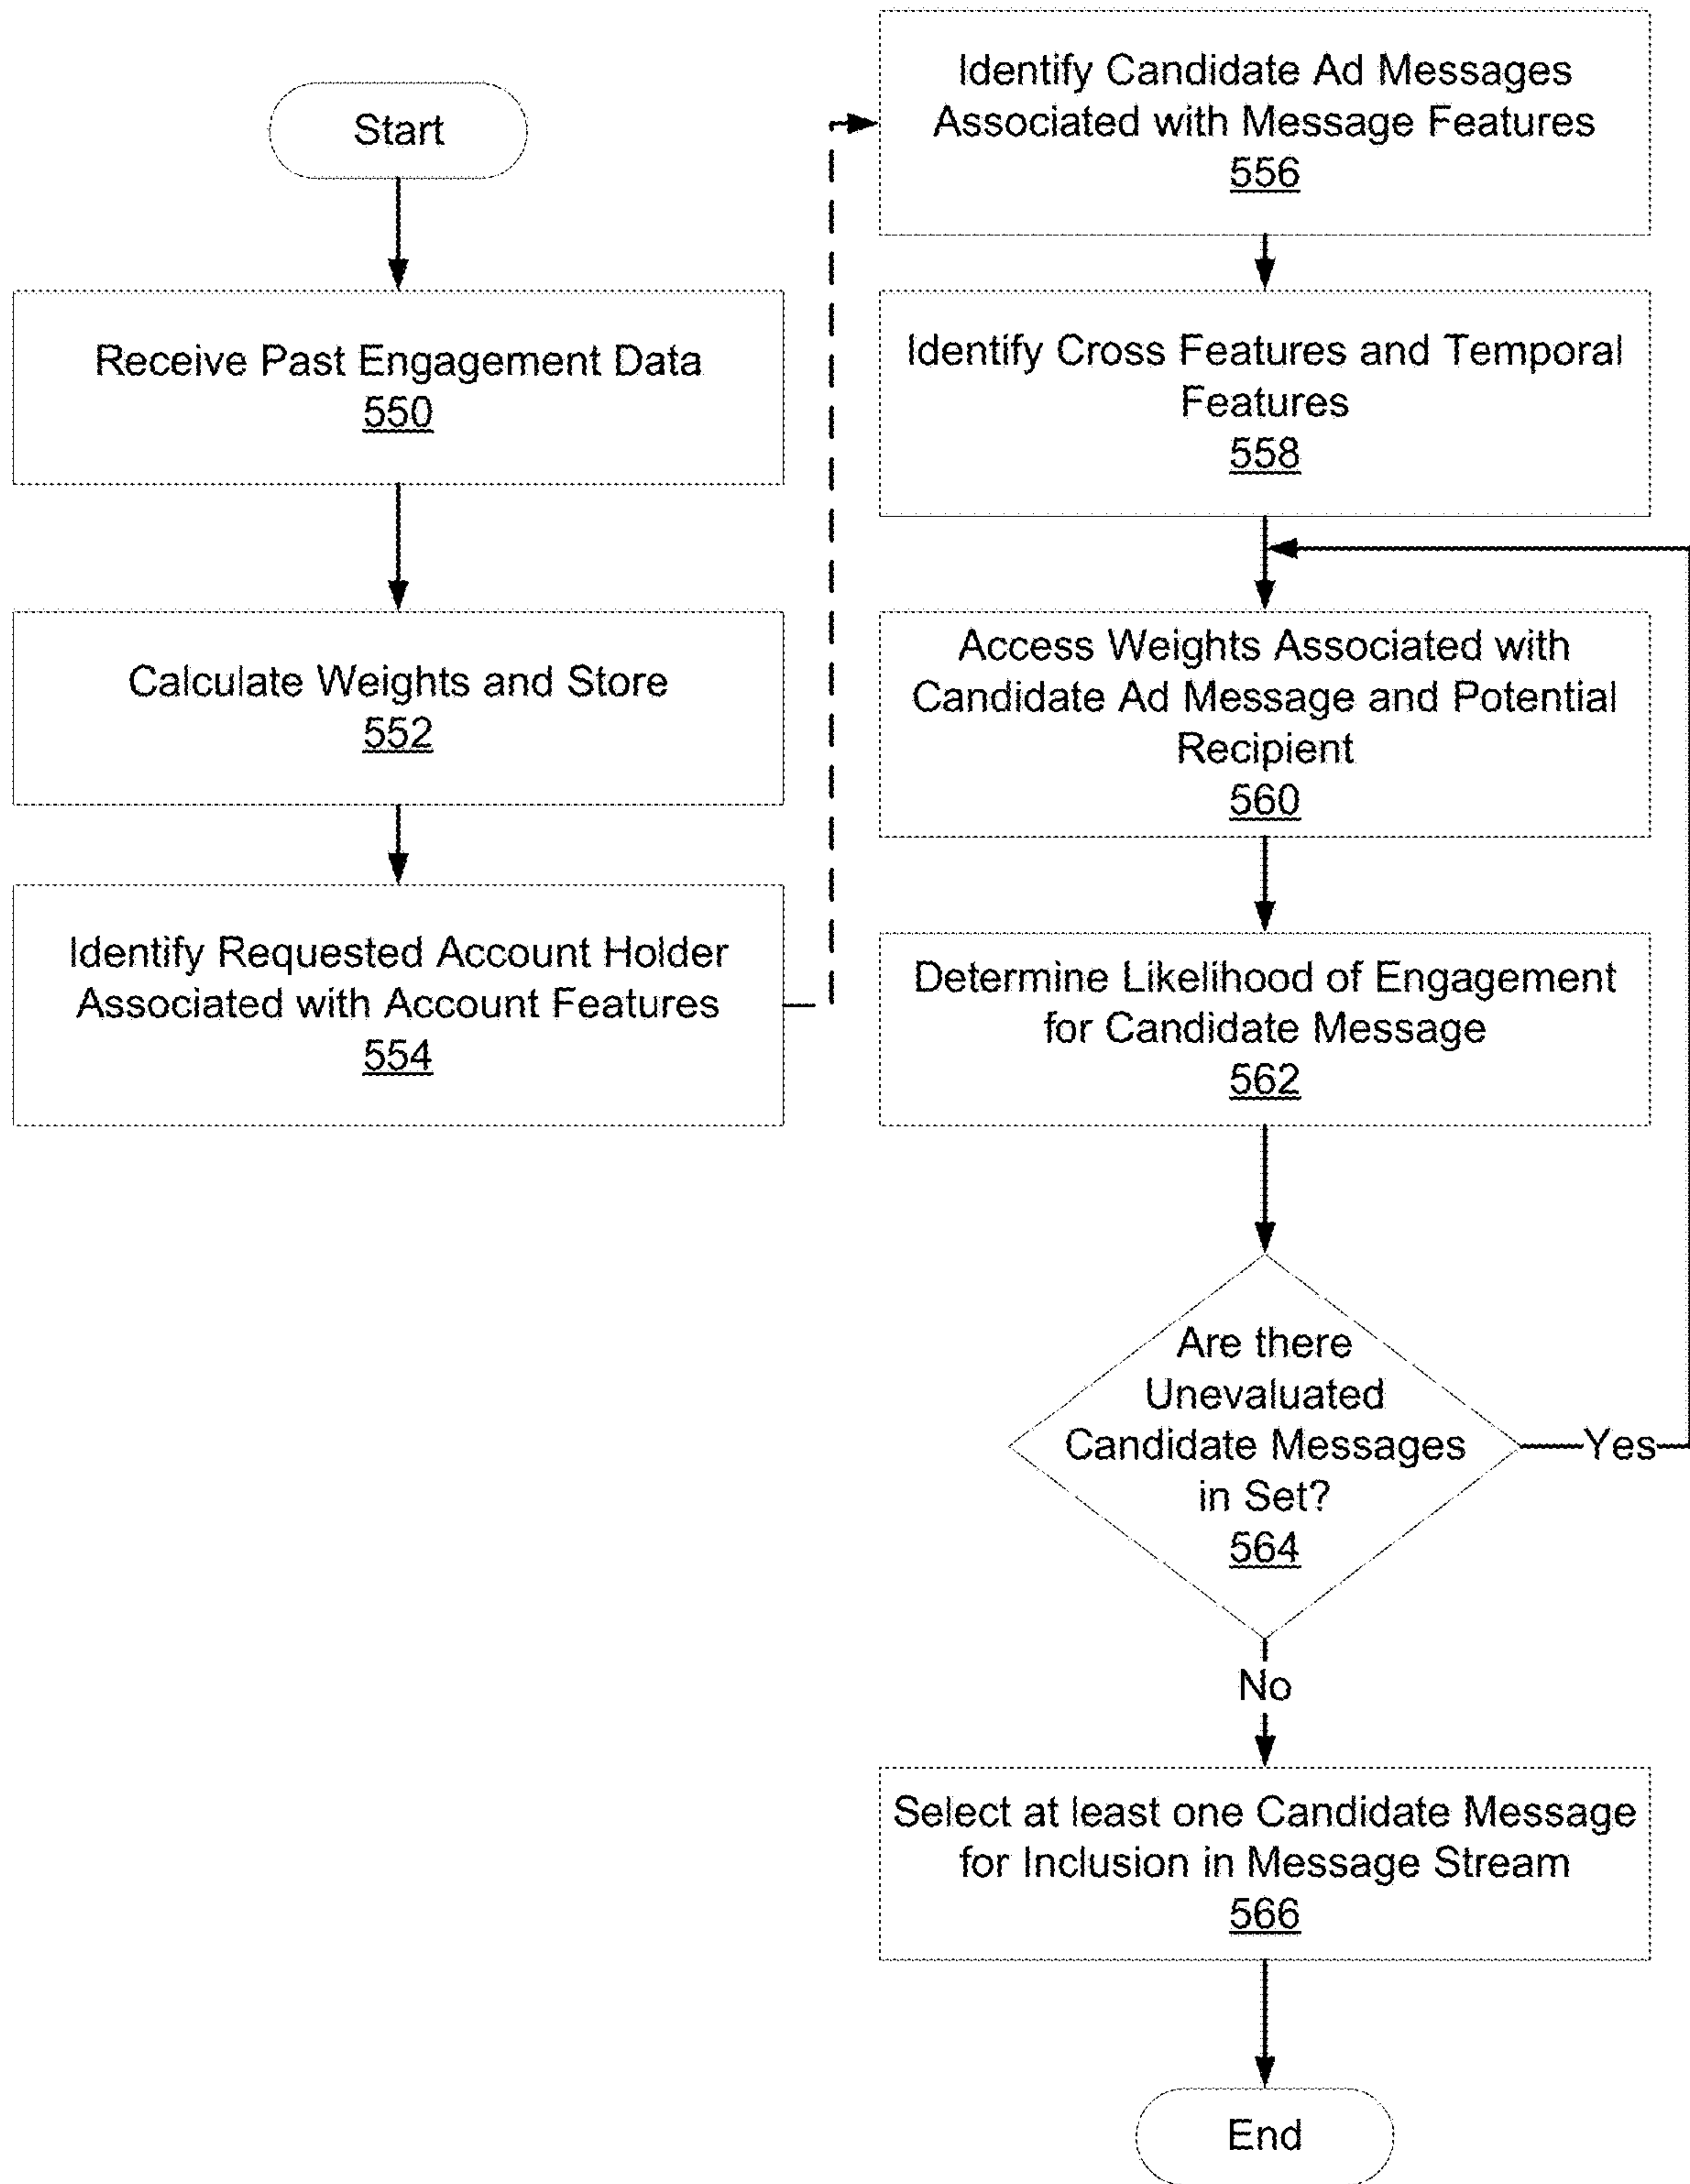 Start
Receive Past Engagement Data
550
Calculate Weights and Store
552
Identify Requested Account Holder
Associated with Account Features
554
Identify Candidate Ad Messages
Associated with Message Features
556
Identify Cross Features and Temporal
Features
558
Access Weights Associated with
Candidate Ad Message and Potential
Recipient
560
Determine Likelihood of Engagement
for Candidate Message
562
Are there
Unevaluated
Candidate Messages
in Set?
564
Yes
No
Select at least one Candidate Message
for Inclusion in Message Stream
566
End